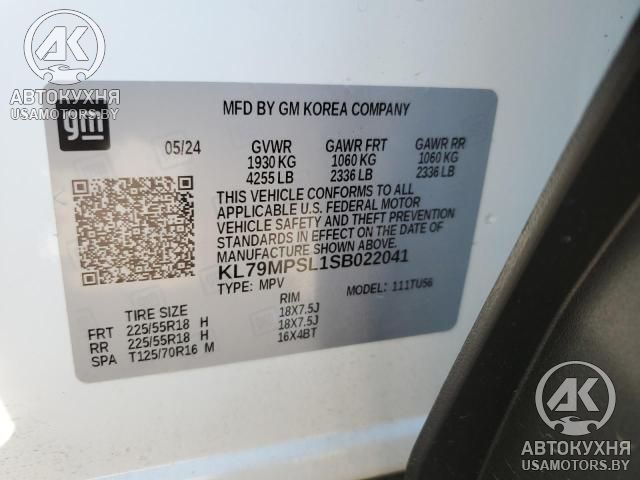 AK
АВТОКУХНЯ
USAMOTORS.BY
gm
MFD BY GM KOREA COMPANY
05/24 GVWR GAWR FRT GAWR RR
1930 KG 1060 KG 1060 KG
4255 LB 2336 LB 2336 LB
THIS VEHICLE CONFORMS TO ALL
APPLICABLE U.S. FEDERAL MOTOR
VEHICLE SAFETY AND THEFT PREVENTION
STANDARDS IN EFFECT ON THE DATE OF
MANUFACTURE SHOWN ABOVE.
KL79MPSL1SB022041
TYPE: MPV MODEL: 111TU56
TIRE SIZE RIM
FRT 225/55R18 H 18X7.5J
RR 225/55R18 H 18X7.5J
SPA T125/70R16 M 16X4BT
AK
АВТОКУХНЯ
USAMOTORS.BY